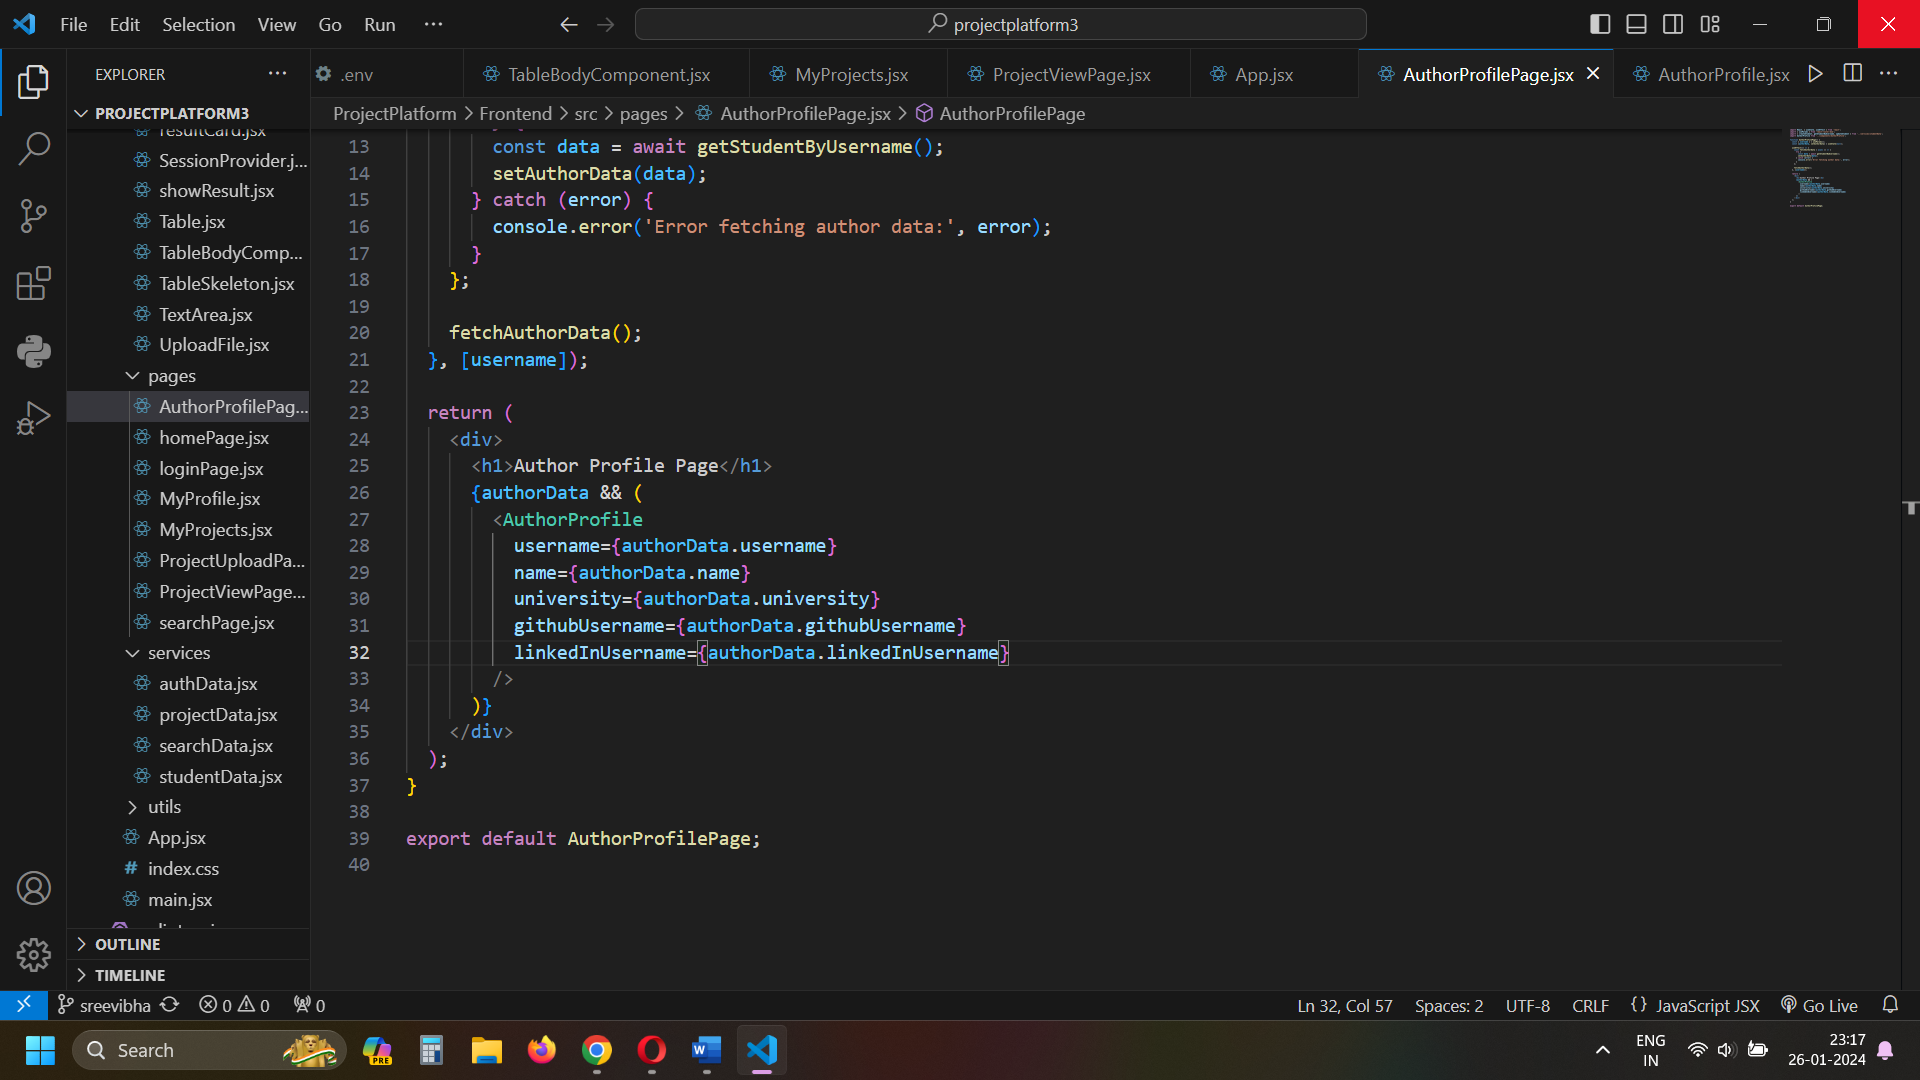 File Edit Selection View Go Run ···
projectplatform3
EXPLORER ···
.env
TableBodyComponent.jsx
MyProjects.jsx
ProjectViewPage.jsx
App.jsx
AuthorProfilePage.jsx
AuthorProfile.jsx
PROJECTPLATFORM3
ProjectPlatform > Frontend > src > pages > AuthorProfilePage.jsx > AuthorProfilePage
resultCard.jsx
SessionProvider.j...
showResult.jsx
Table.jsx
TableBodyComp...
TableSkeleton.jsx
TextArea.jsx
UploadFile.jsx
pages
AuthorProfilePag...
homePage.jsx
loginPage.jsx
MyProfile.jsx
MyProjects.jsx
ProjectUploadPa...
ProjectViewPage...
searchPage.jsx
services
authData.jsx
projectData.jsx
searchData.jsx
studentData.jsx
utils
App.jsx
# index.css
main.jsx
OUTLINE
TIMELINE
13 const data = await getStudentByUsername();
14 setAuthorData(data);
15 } catch (error) {
16 console.error('Error fetching author data:', error);
17 }
18 };
19
20 fetchAuthorData();
21 }, [username]);
22
23 return (
24 <div>
25 <h1>Author Profile Page</h1>
26 {authorData && (
27 <AuthorProfile
28 username={authorData.username}
29 name={authorData.name}
30 university={authorData.university}
31 githubUsername={authorData.githubUsername}
32 linkedInUsername={authorData.linkedInUsername}
33 />
34 )}
35 </div>
36 );
37 }
38
39 export default AuthorProfilePage;
40
sreevibha 0 0 0
Ln 32, Col 57 Spaces: 2 UTF-8 CRLF {} JavaScript JSX Go Live
Search
PRE
ENG
IN
23:17
26-01-2024